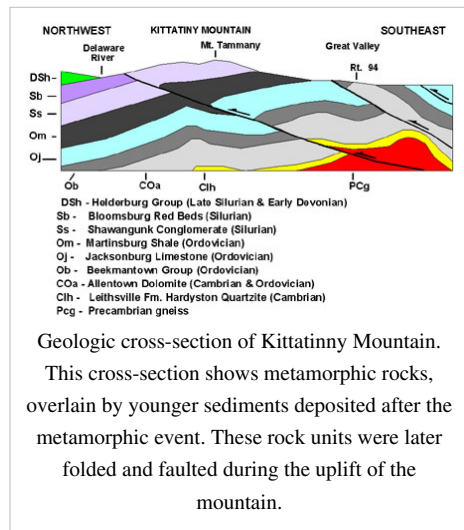 NORTHWEST KITTATINY MOUNTAIN SOUTHEAST
Delaware River Mt. Tammany Great Valley
Rt. 94
DSh
Sb
Ss
Om
Oj
Ob COa Clh PCg
DSh - Helderburg Group (Late Silurian & Early Devonian)
Sb - Bloomsburg Red Beds (Silurian)
Ss - Shawangunk Conglomerate (Silurian)
Om - Martinsburg Shale (Ordovician)
Oj - Jacksonburg Limestone (Ordovician)
Ob - Beekmantown Group (Ordovician)
COa - Allentown Dolomite (Cambrian & Ordovician)
Clh - Leithsville Fm. Hardyston Quartzite (Cambrian)
Pcg - Precambrian gneiss
Geologic cross-section of Kittatinny Mountain.
This cross-section shows metamorphic rocks,
overlain by younger sediments deposited after the
metamorphic event. These rock units were later
folded and faulted during the uplift of the
mountain.